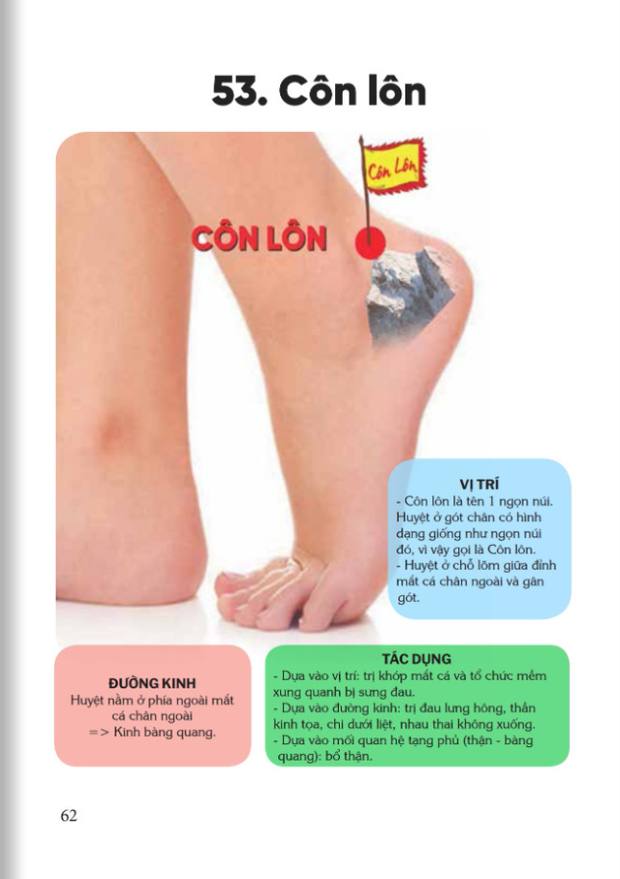 53. Côn lôn
Côn Lôn
CÔN LÔN
VỊ TRÍ
- Côn lôn là tên 1 ngọn núi.
Huyệt ở gót chân có hình
dạng giống như ngọn núi
đó, vì vậy gọi là Côn lôn.
- Huyệt ở chỗ lõm giữa đỉnh
mắt cá chân ngoài và gân
gót.
ĐƯỜNG KINH
Huyệt nằm ở phía ngoài mắt
cá chân ngoài
=> Kinh bàng quang.
TÁC DỤNG
- Dựa vào vị trí: trị khớp mắt cá và tổ chức mềm
xung quanh bị sưng đau.
- Dựa vào đường kinh: trị đau lưng hông, thần
kinh tọa, chi dưới liệt, nhau thai không xuống.
- Dựa vào mối quan hệ tạng phủ (thận - bàng
quang): bổ thận.
62